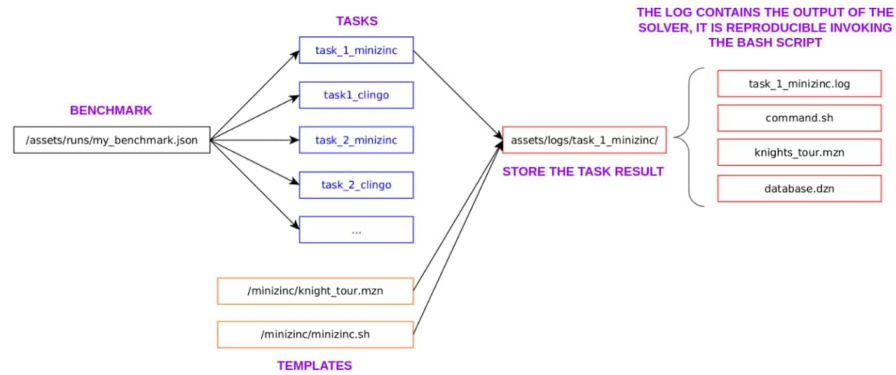 TASKS
THE LOG CONTAINS THE OUTPUT OF THE
SOLVER, IT IS REPRODUCIBLE INVOKING
THE BASH SCRIPT
task_1_minizinc
task1_clingo
task_2_minizinc
task_2_clingo
...
BENCHMARK
/assets/runs/my_benchmark.json
assets/logs/task_1_minizinc/
STORE THE TASK RESULT
task_1_minizinc.log
command.sh
knights_tour.mzn
database.dzn
/minizinc/knight_tour.mzn
/minizinc/minizinc.sh
TEMPLATES